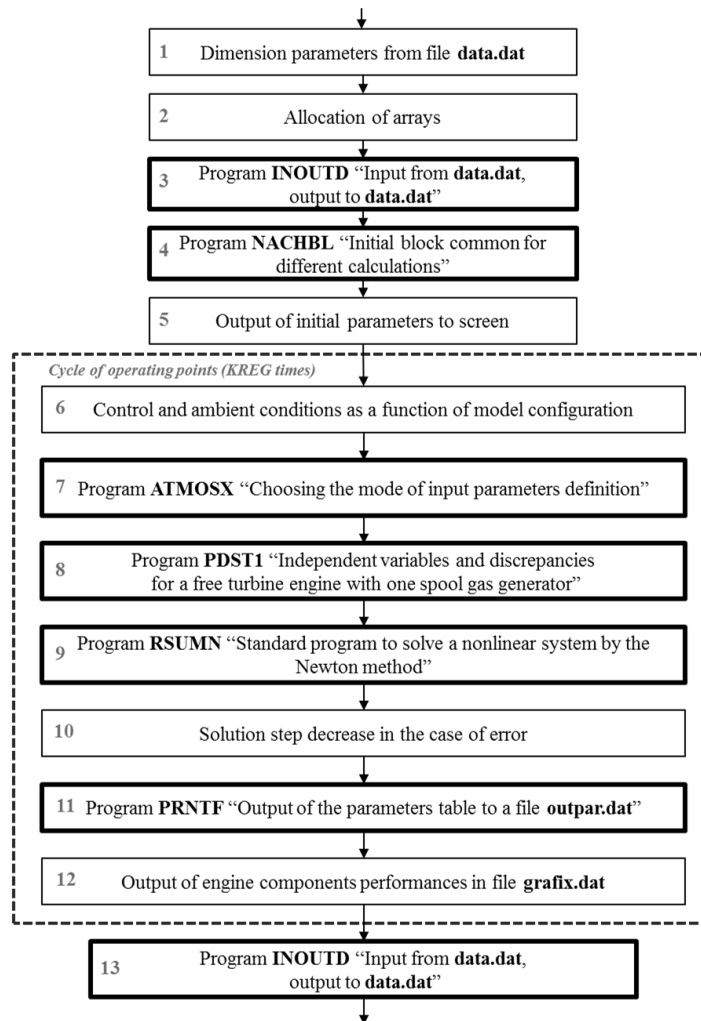 1 Dimension parameters from file data.dat
2 Allocation of arrays
3 Program INOUTD “Input from data.dat,
output to data.dat”
4 Program NACHBL “Initial block common for
different calculations”
5 Output of initial parameters to screen
Cycle of operating points (KREG times)
6 Control and ambient conditions as a function of model configuration
7 Program ATMOSX “Choosing the mode of input parameters definition”
8 Program PDST1 “Independent variables and discrepancies
for a free turbine engine with one spool gas generator”
9 Program RSUMN “Standard program to solve a nonlinear system by the
Newton method”
10 Solution step decrease in the case of error
11 Program PRNTF “Output of the parameters table to a file outpar.dat”
12 Output of engine components performances in file grafix.dat
13 Program INOUTD “Input from data.dat,
output to data.dat”